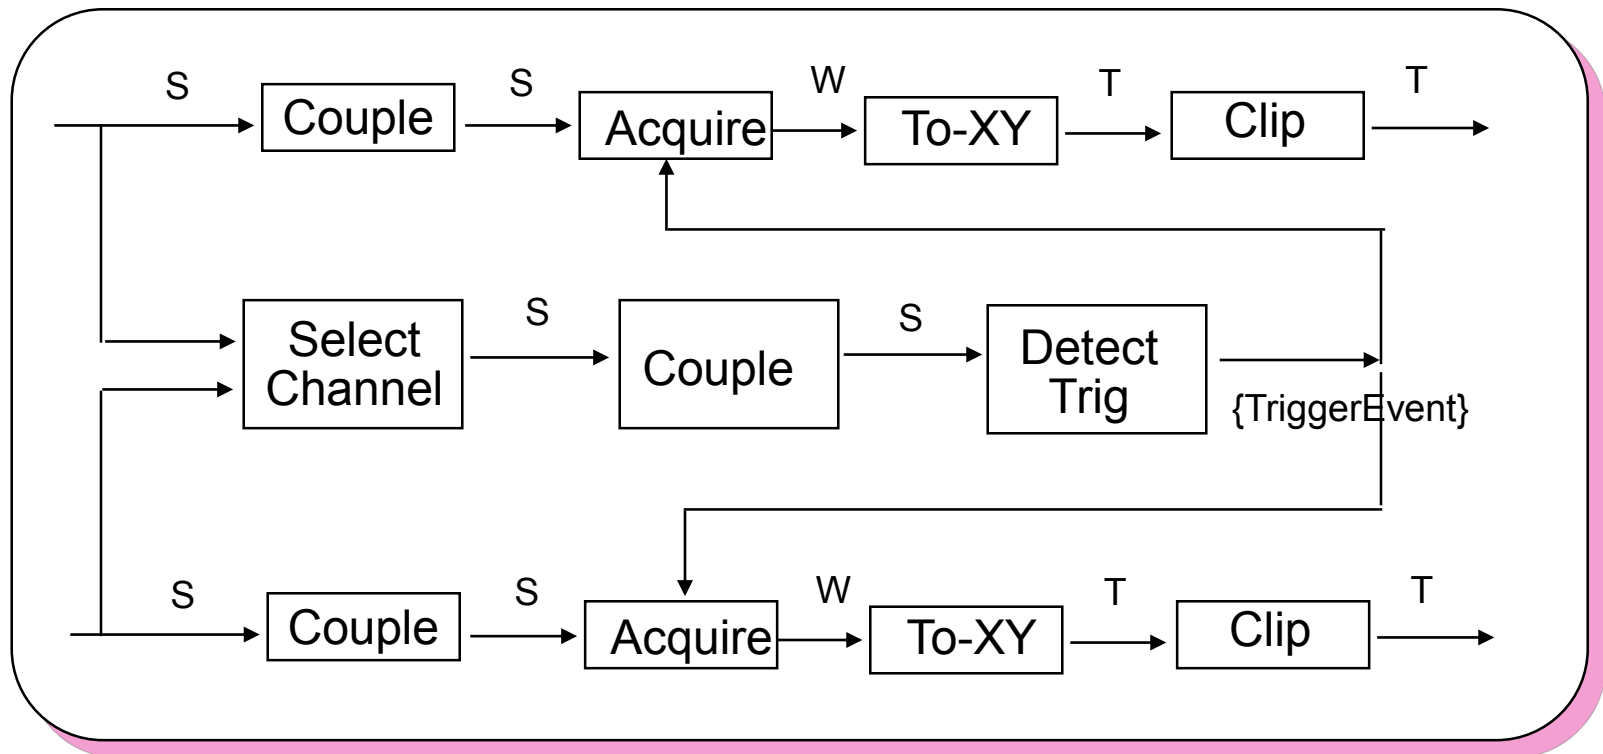 S
S
W
T
T
Couple
Acquire
To-XY
Clip
S
S
Select
Channel
Couple
Detect
Trig
{TriggerEvent}
S
S
W
T
T
Couple
Acquire
To-XY
Clip